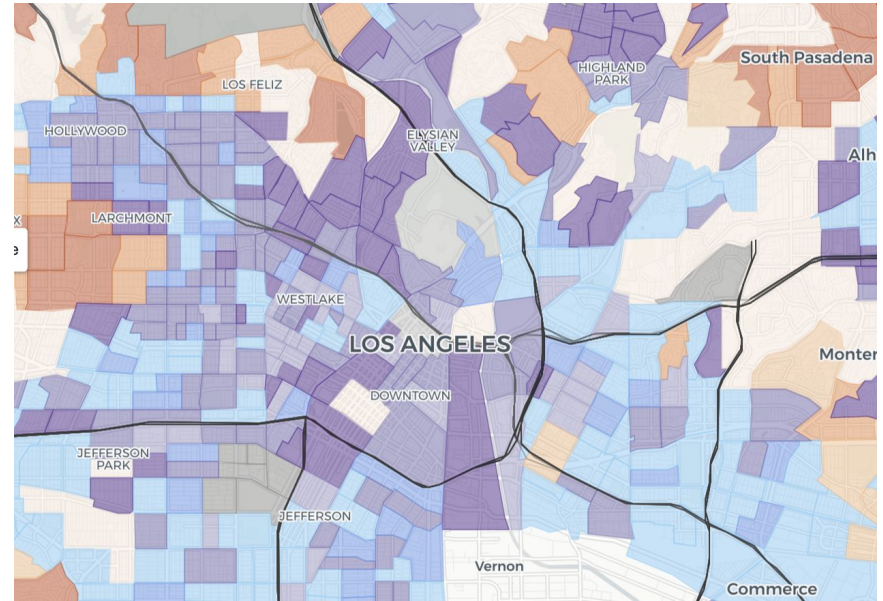 South Pasadena
HIGHLAND
PARK
LOS FELIZ
HOLLYWOOD
ELYSIAN
VALLEY
Alh
X
LARCHMONT
e
WESTLAKE
LOS ANGELES
Monter
DOWNTOWN
JEFFERSON
PARK
JEFFERSON
Vernon
Commerce